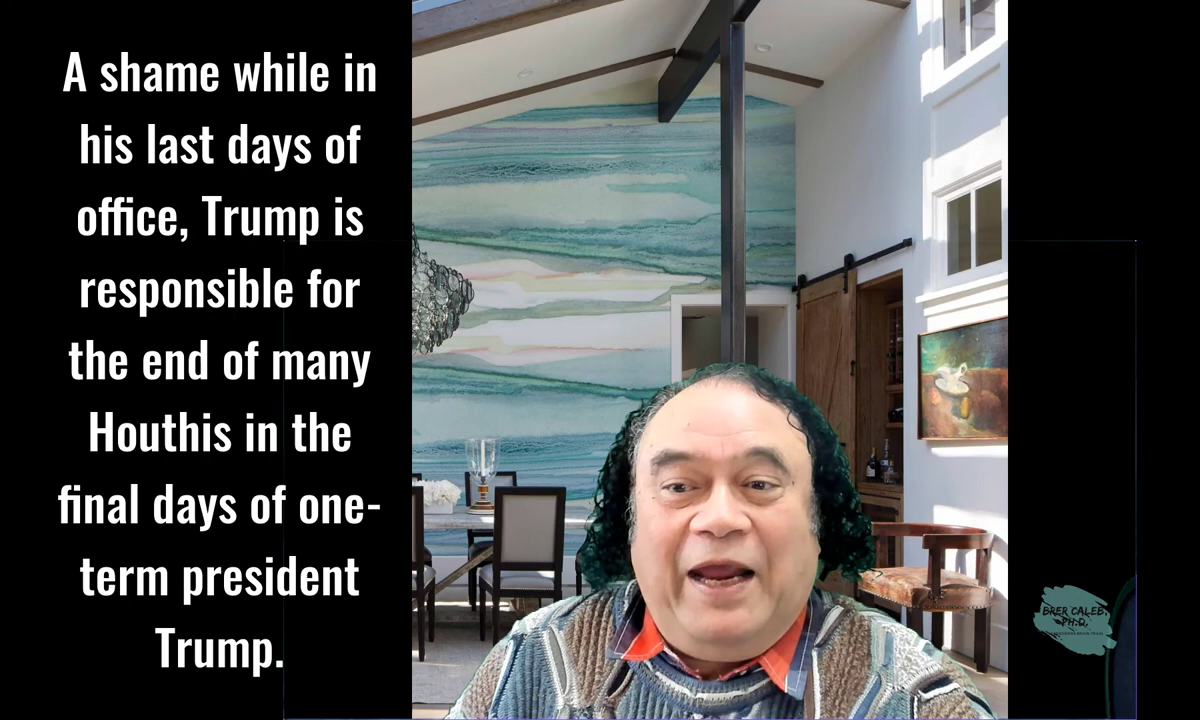 A shame while in
his last days of
office, Trump is
responsible for
the end of many
Houthis in the
final days of one-
term president
Trump.
BRER CALEB,
PH.D.